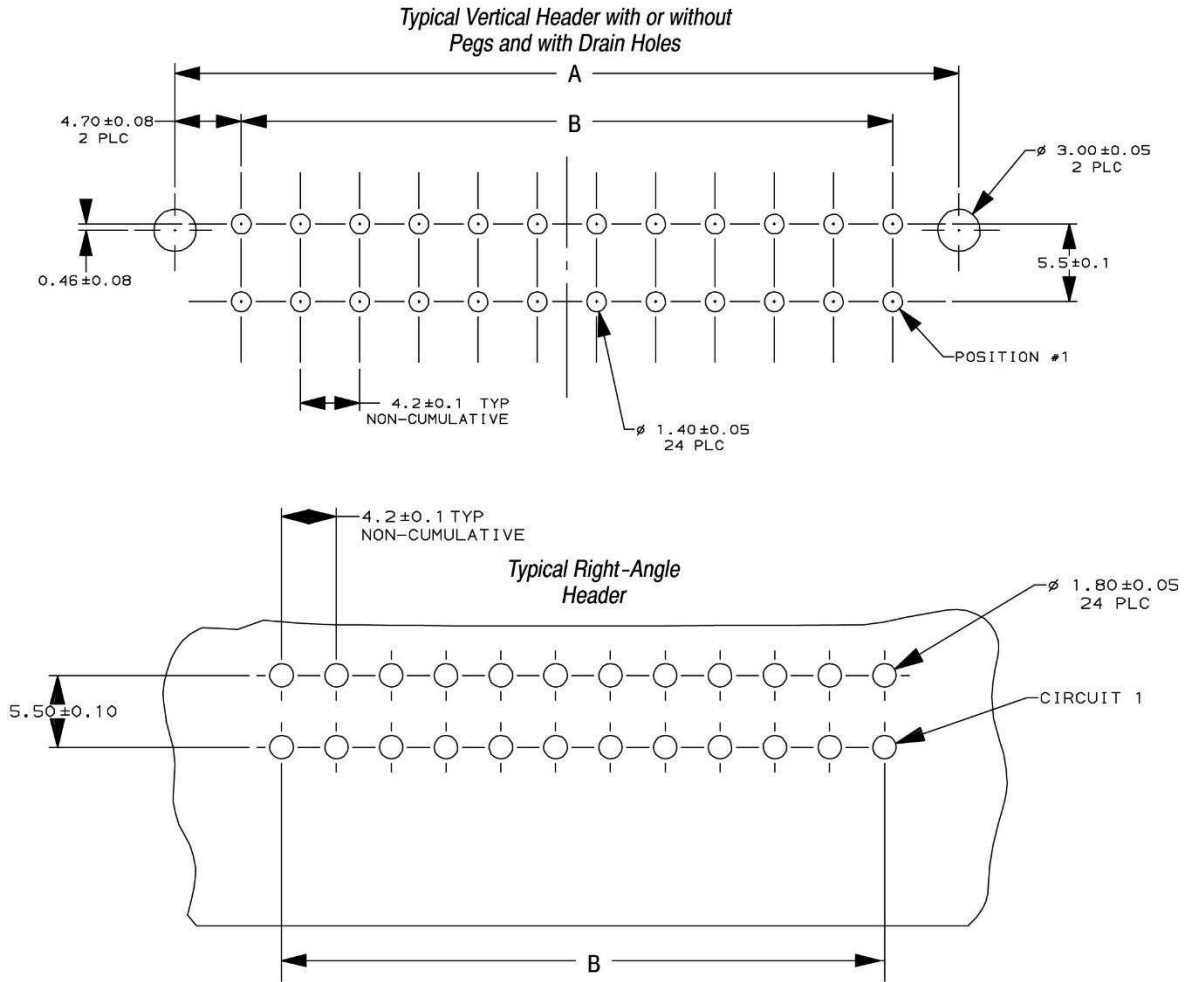 Typical Vertical Header with or without
Pegs and with Drain Holes
A
4.70±0.08
2 PLC
B
ø 3.00±0.05
2 PLC
0.46±0.08
5.5±0.1
POSITION #1
4.2±0.1 TYP
NON-CUMULATIVE
ø 1.40±0.05
24 PLC
4.2±0.1 TYP
NON-CUMULATIVE
Typical Right-Angle
Header
ø 1.80±0.05
24 PLC
5.50±0.10
CIRCUIT 1
B